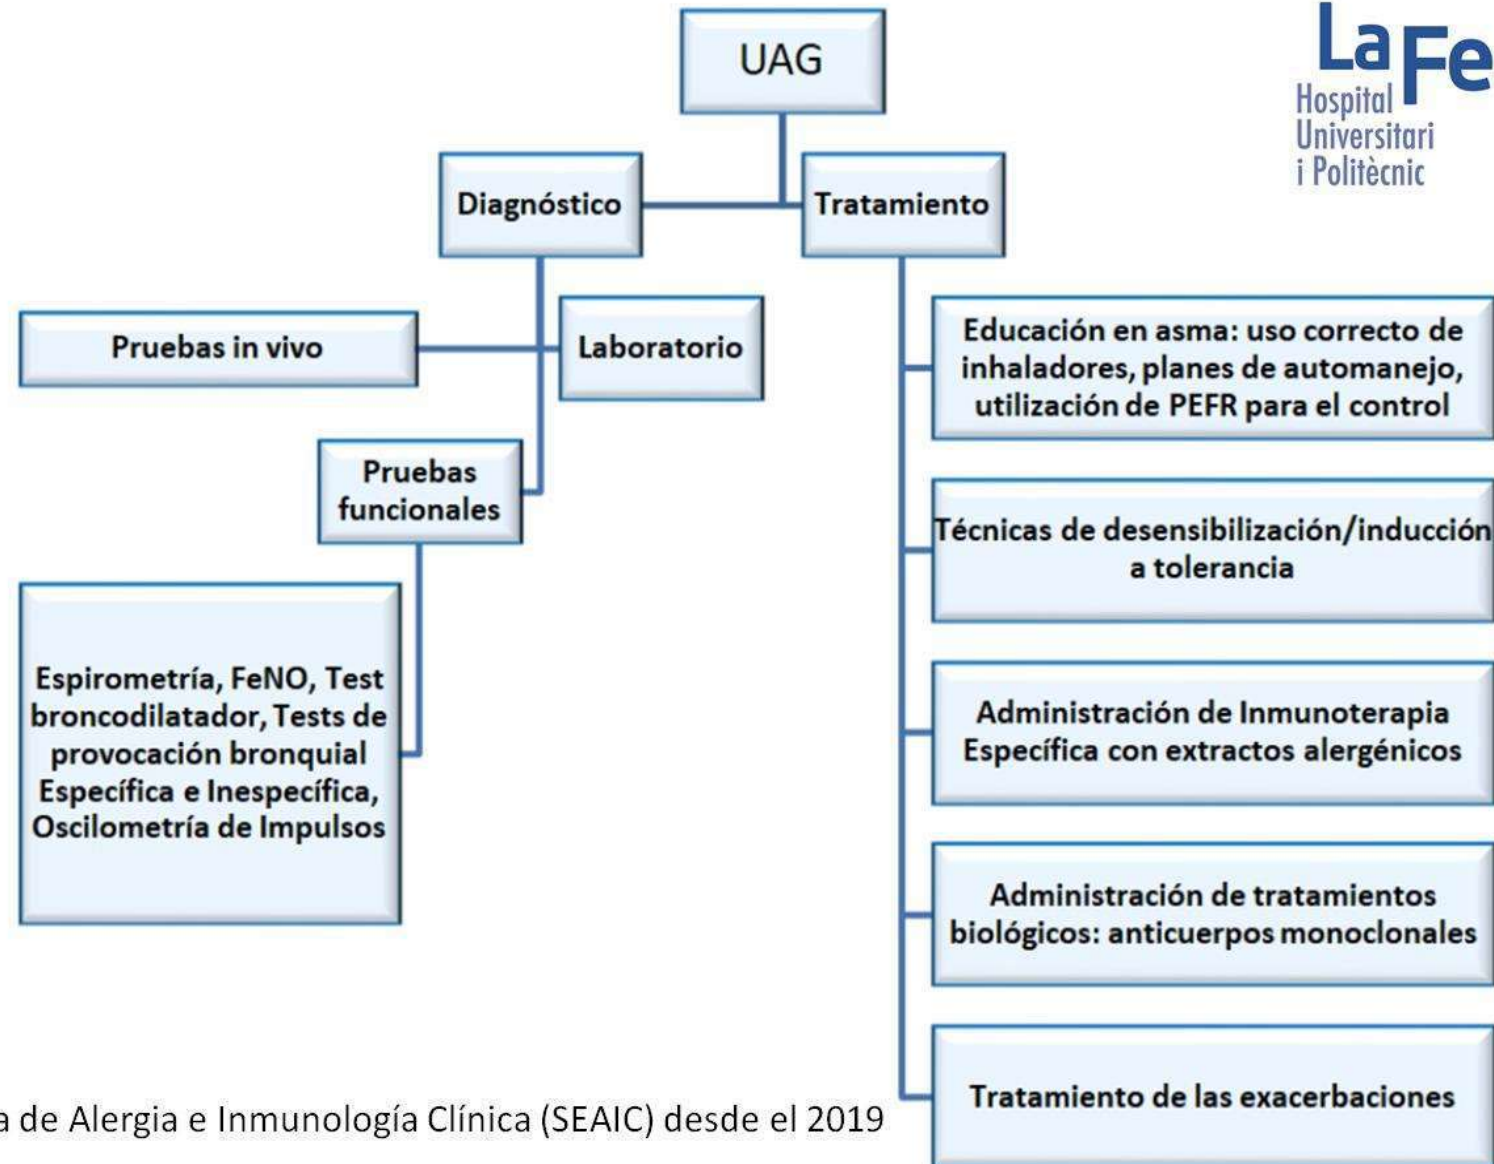 UAG
LaFe
Hospital
Universitari
i Politècnic
Diagnóstico
Tratamiento
Pruebas in vivo
Laboratorio
Pruebas
funcionales
Espirometría, FeNO, Test
broncodilatador, Tests de
provocación bronquial
Específica e Inespecífica,
Oscilometría de Impulsos
Educación en asma: uso correcto de
inhaladores, planes de automanejo,
utilización de PEFR para el control
Técnicas de desensibilización/inducción
a tolerancia
Administración de Inmunoterapia
Específica con extractos alergénicos
Administración de tratamientos
biológicos: anticuerpos monoclonales
Tratamiento de las exacerbaciones
a de Alergia e Inmunología Clínica (SEAIC) desde el 2019